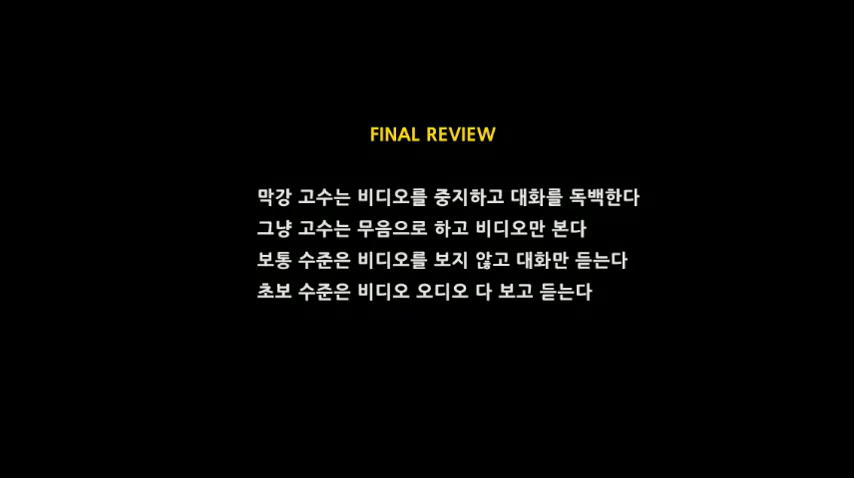 FINAL REVIEW
막강 고수는 비디오를 중지하고 대화를 독백한다
그냥 고수는 무음으로 하고 비디오만 본다
보통 수준은 비디오를 보지 않고 대화만 듣는다
초보 수준은 비디오 오디오 다 보고 듣는다